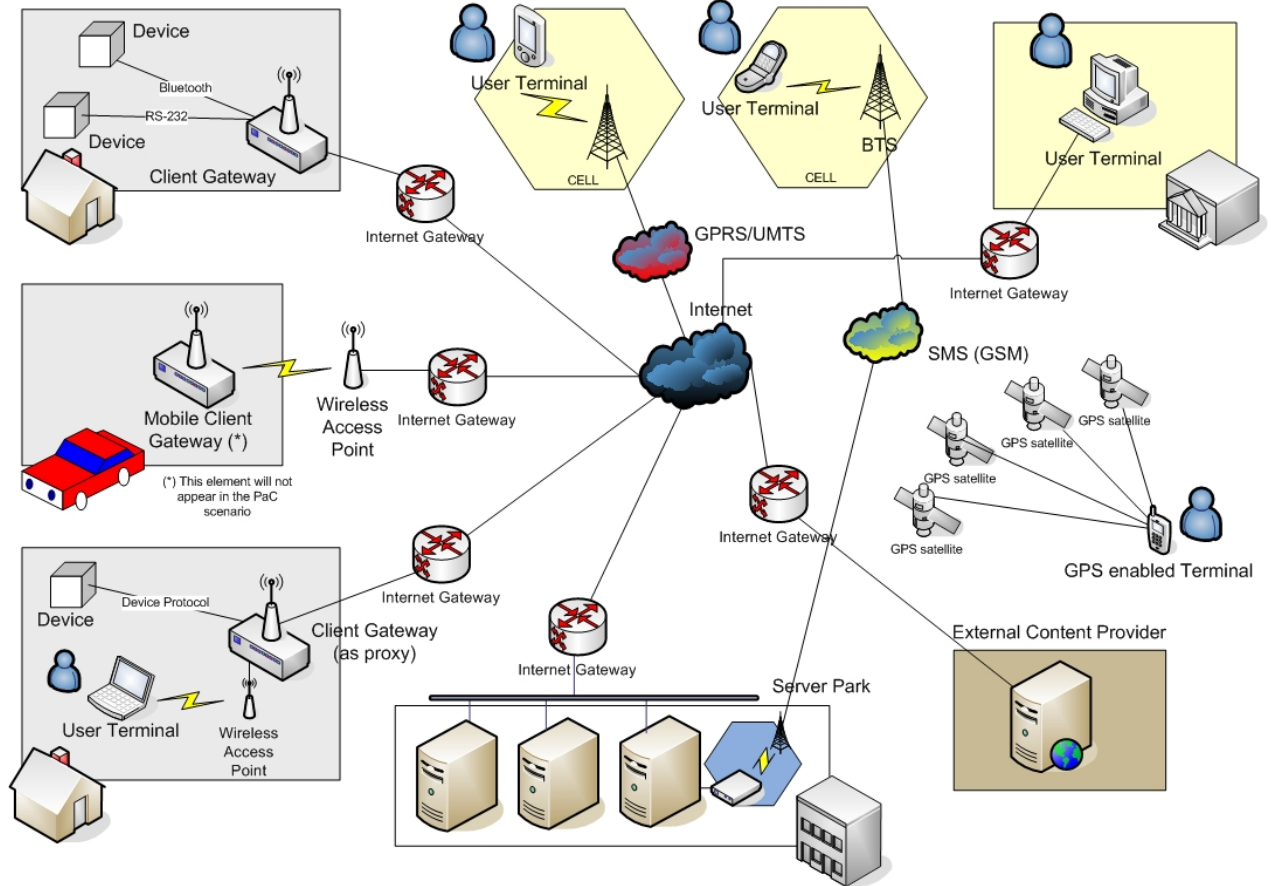 Device
Bluetooth
RS-232
Device
Client Gateway
Internet Gateway
User Terminal
CELL
User Terminal
BTS
CELL
User Terminal
GPRS/UMTS
Internet Gateway
Internet
SMS (GSM)
Mobile Client
Gateway (*)
(*) This element will not
appear in the PaC
scenario
Wireless
Access
Point
Internet Gateway
GPS satellite
GPS satellite
GPS satellite
GPS satellite
GPS enabled Terminal
Internet Gateway
Device Protocol
Device
User Terminal
Wireless
Access
Point
Client Gateway
(as proxy)
Internet Gateway
Internet Gateway
Server Park
External Content Provider